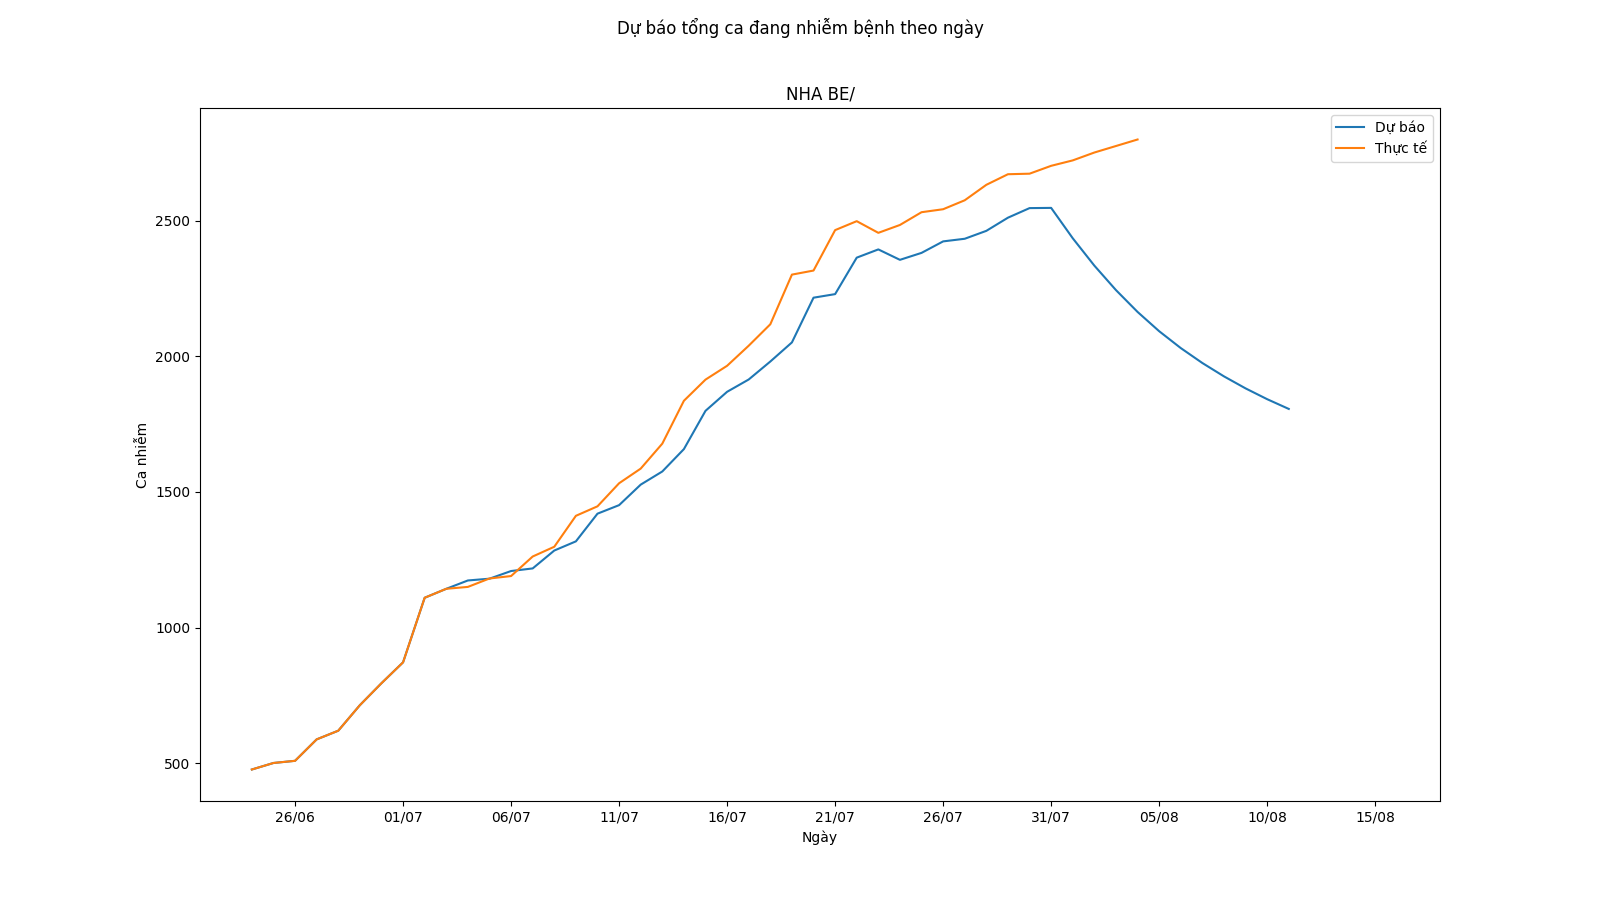 Dự báo tổng ca đang nhiễm bệnh theo ngày
NHA BE/
Dự báo
Thực tế
2500
2000
1500
1000
500
Ca nhiễm
26/06 01/07 06/07 11/07 16/07 21/07 26/07 31/07 05/08 10/08 15/08
Ngày